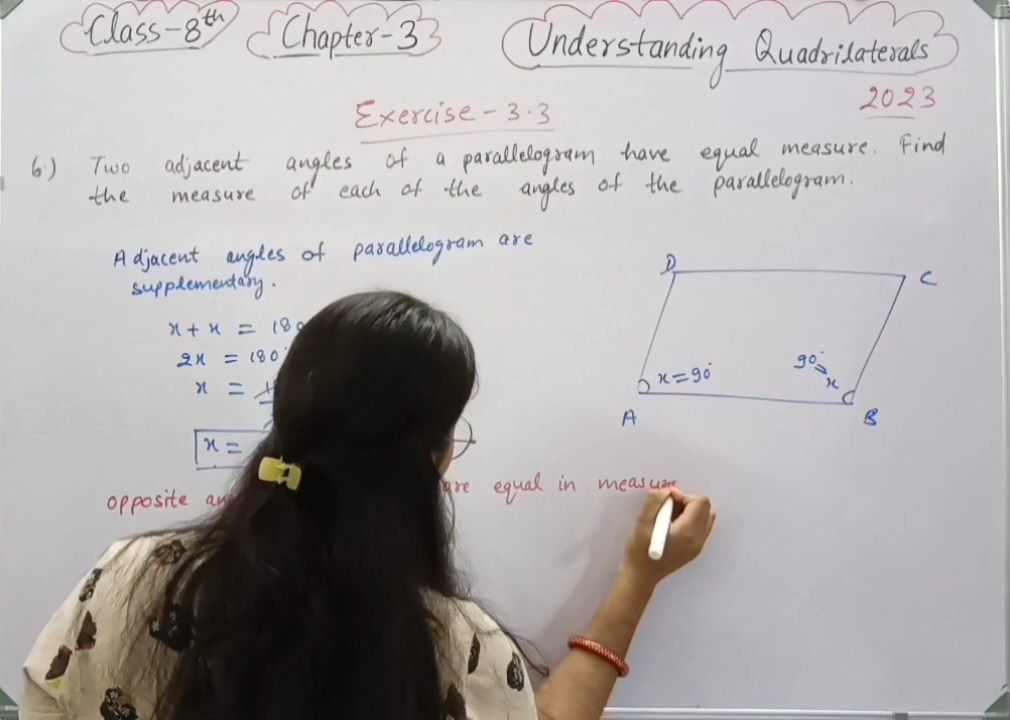 Class-8th Chapter-3 Understanding Quadrilaterals
2023
Exercise-3.3
6.) Two adjacent angles of a parallelogram have equal measure. Find
the measure of each of the angles of the parallelogram.
Adjacent angles of parallelogram are
supplementary.
x + x = 180
2x = 180°
x =
x =
opposite are equal in measure
D
C
x = 90°
90°
x
A
B